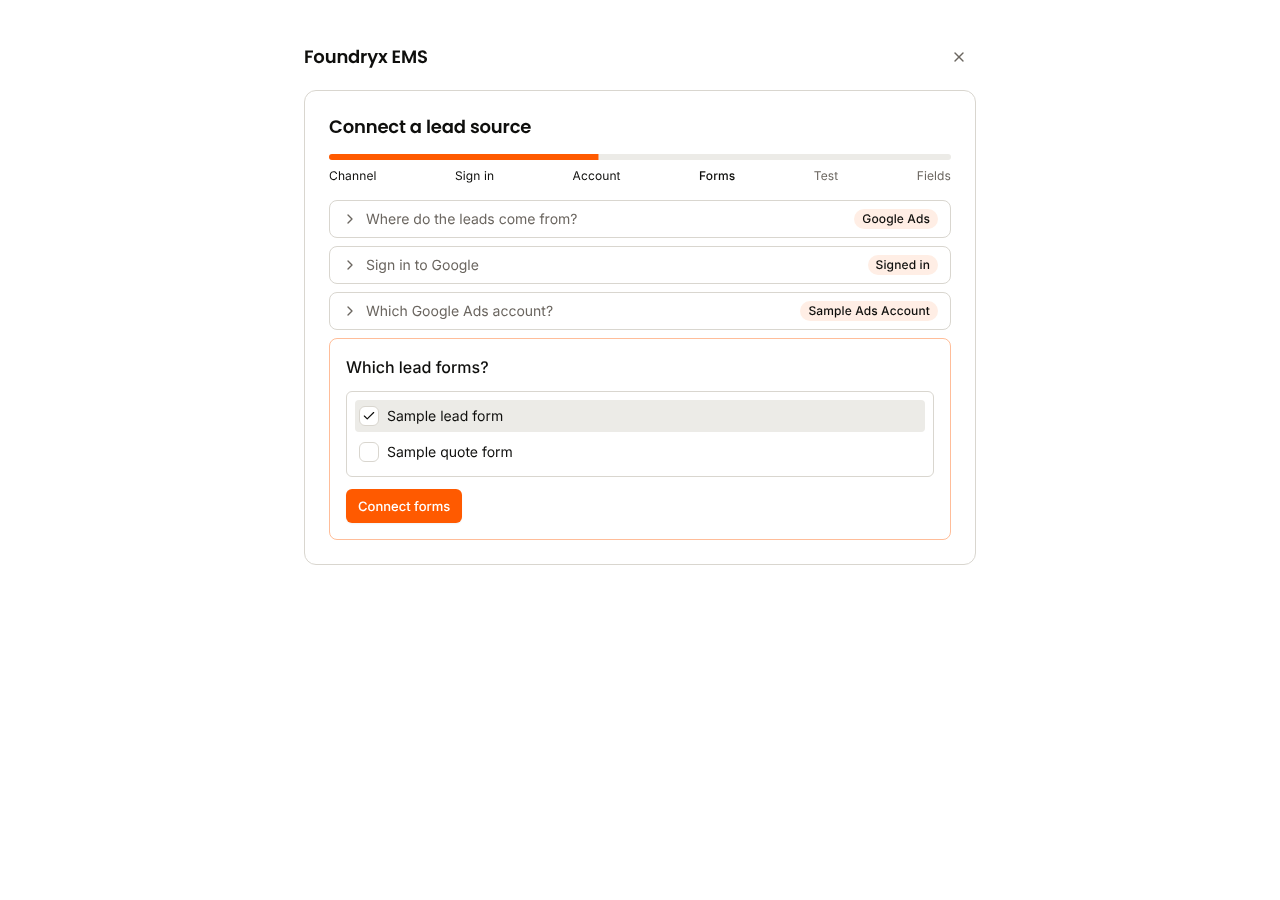 Foundryx EMS
Connect a lead source
Channel Sign in Account Forms Test Fields
Where do the leads come from? Google Ads
Sign in to Google Signed in
Which Google Ads account? Sample Ads Account
Which lead forms?
Sample lead form
Sample quote form
Connect forms